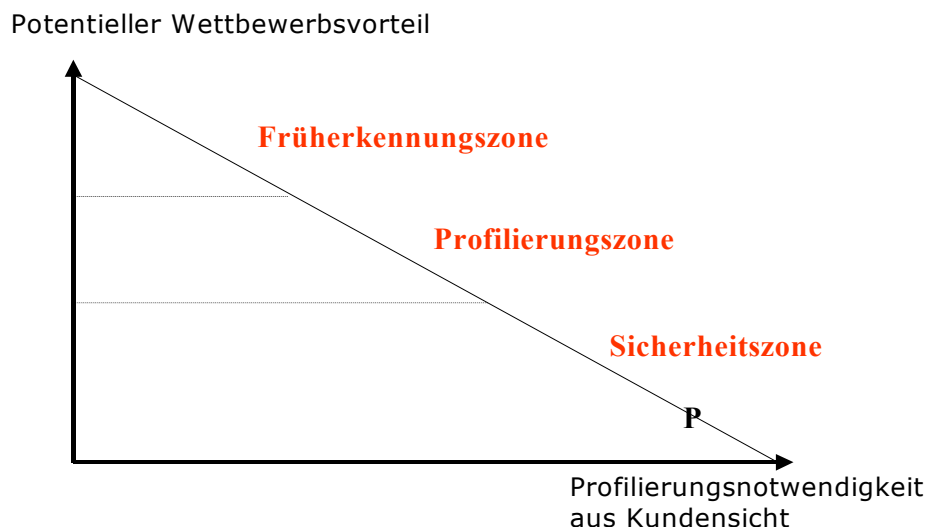 Potentieller Wettbewerbsvorteil
Früherkennungszone
Profilierungszone
Sicherheitszone
P
Profilierungsnotwendigkeit
aus Kundensicht